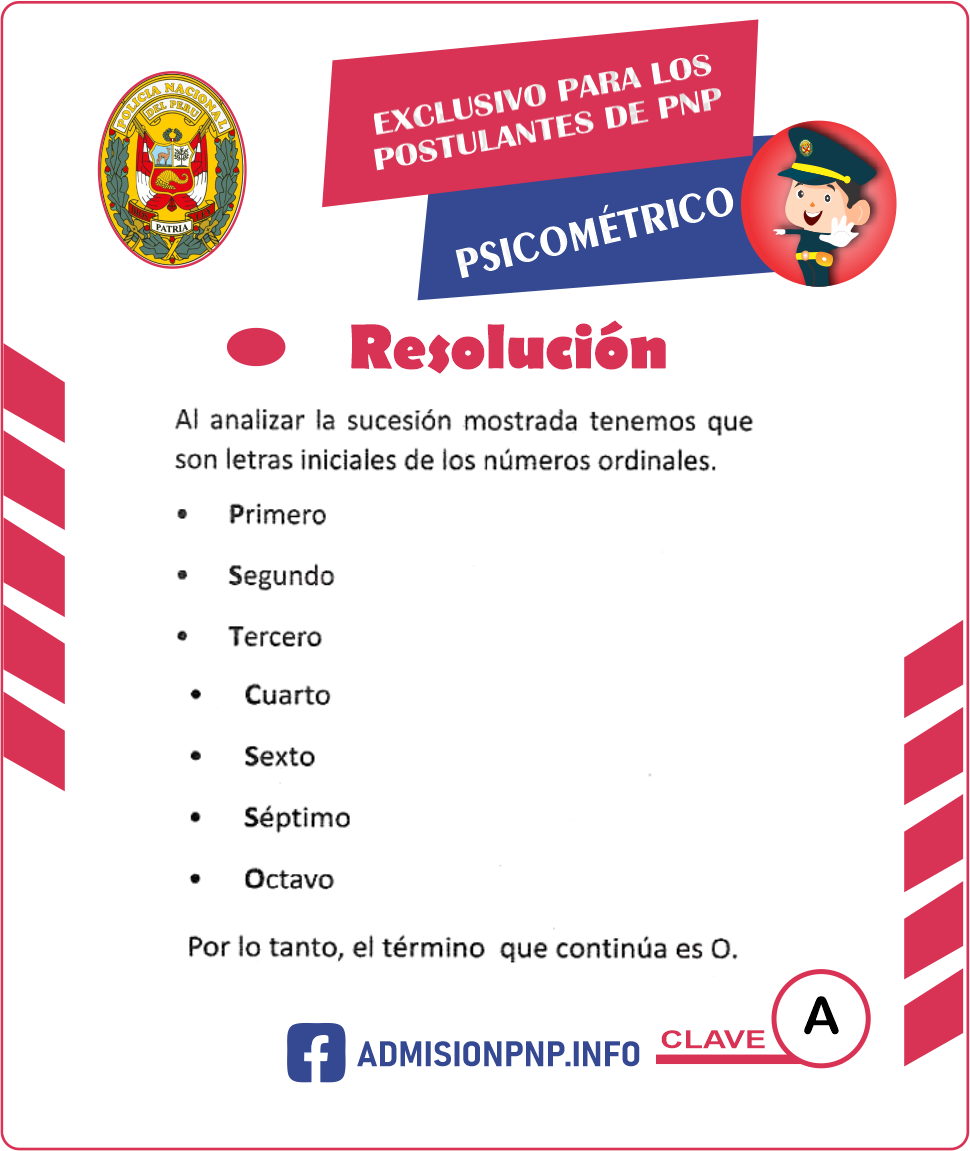 POLICIA NACIONAL
DEL PERU
DIOS
LEY
PATRIA
EXCLUSIVO PARA LOS
POSTULANTES DE PNP
PSICOMÉTRICO
Resolución
Al analizar la sucesión mostrada tenemos que
son letras iniciales de los números ordinales.
• Primero
• Segundo
• Tercero
• Cuarto
• Sexto
• Séptimo
• Octavo
Por lo tanto, el término que continúa es O.
ADMISIONPNP.INFO
CLAVE
A